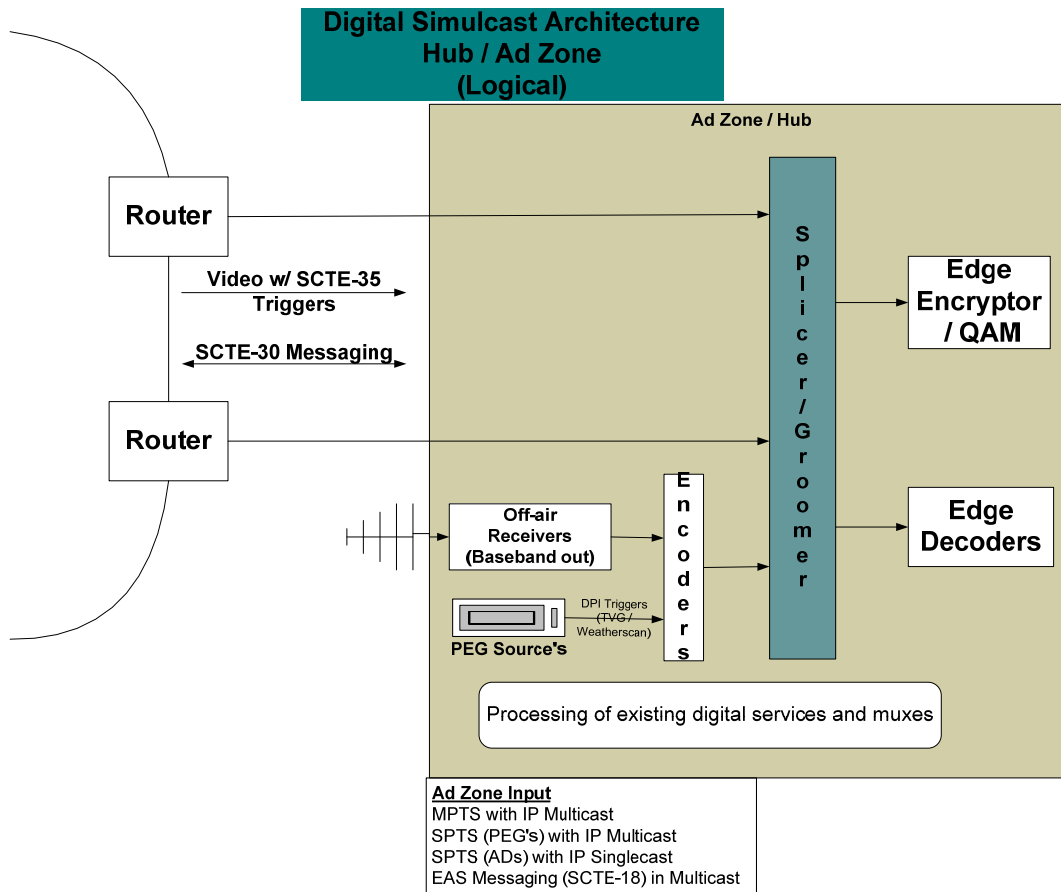 Digital Simulcast Architecture
Hub / Ad Zone
(Logical)
Ad Zone / Hub
Router
Video w/ SCTE-35
Triggers
SCTE-30 Messaging
Router
Splicer/Groomer
Edge
Encryptor
/ QAM
Encoders
Off-air
Receivers
(Baseband out)
Edge
Decoders
DPI Triggers
(TVG /
Weatherscan)
PEG Source's
Processing of existing digital services and muxes
Ad Zone Input
MPTS with IP Multicast
SPTS (PEG's) with IP Multicast
SPTS (ADs) with IP Singlecast
EAS Messaging (SCTE-18) in Multicast